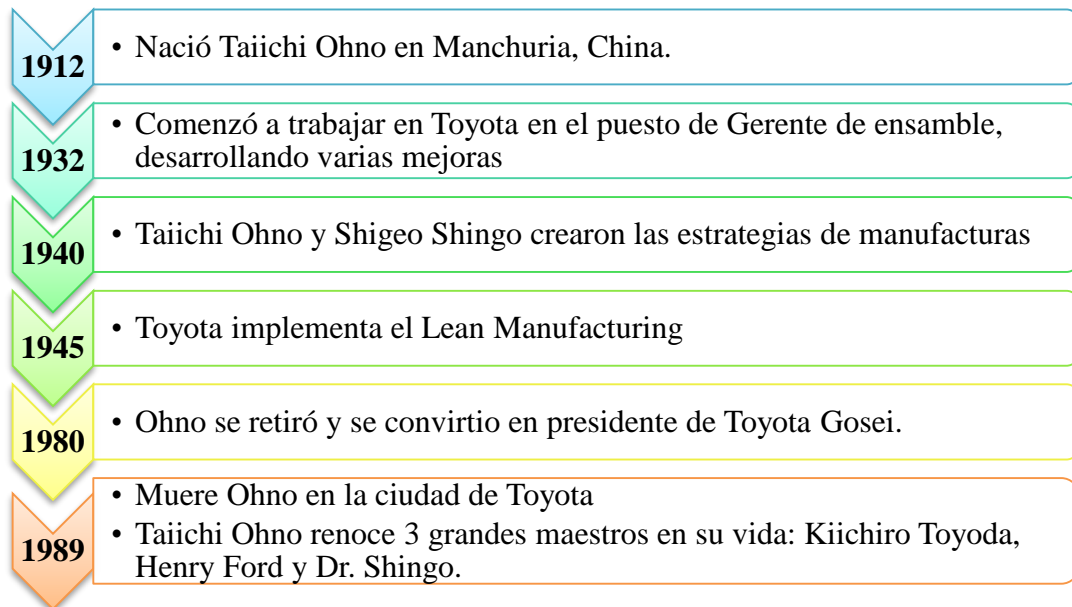 1912
• Nació Taiichi Ohno en Manchuria, China.
1932
• Comenzó a trabajar en Toyota en el puesto de Gerente de ensamble,
desarrollando varias mejoras
1940
• Taiichi Ohno y Shigeo Shingo crearon las estrategias de manufacturas
1945
• Toyota implementa el Lean Manufacturing
1980
• Ohno se retiró y se convirtio en presidente de Toyota Gosei.
1989
• Muere Ohno en la ciudad de Toyota
• Taiichi Ohno renoce 3 grandes maestros en su vida: Kiichiro Toyoda,
Henry Ford y Dr. Shingo.